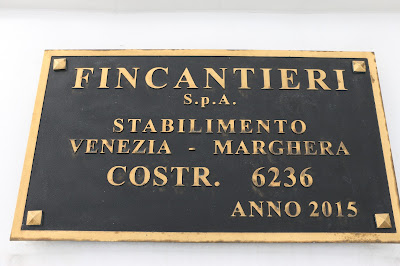 FINCANTIERI
S.p.A.
STABILIMENTO
VENEZIA - MARGHERA
COSTR. 6236
ANNO 2015